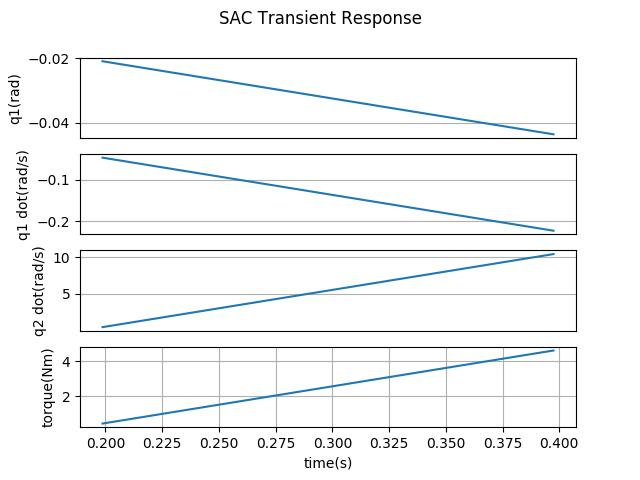 SAC Transient Response
q1(rad)
−0.02
−0.04
q1 dot(rad/s)
−0.1
−0.2
q2 dot(rad/s)
10
5
torque(Nm)
4
2
0.200 0.225 0.250 0.275 0.300 0.325 0.350 0.375 0.400
time(s)